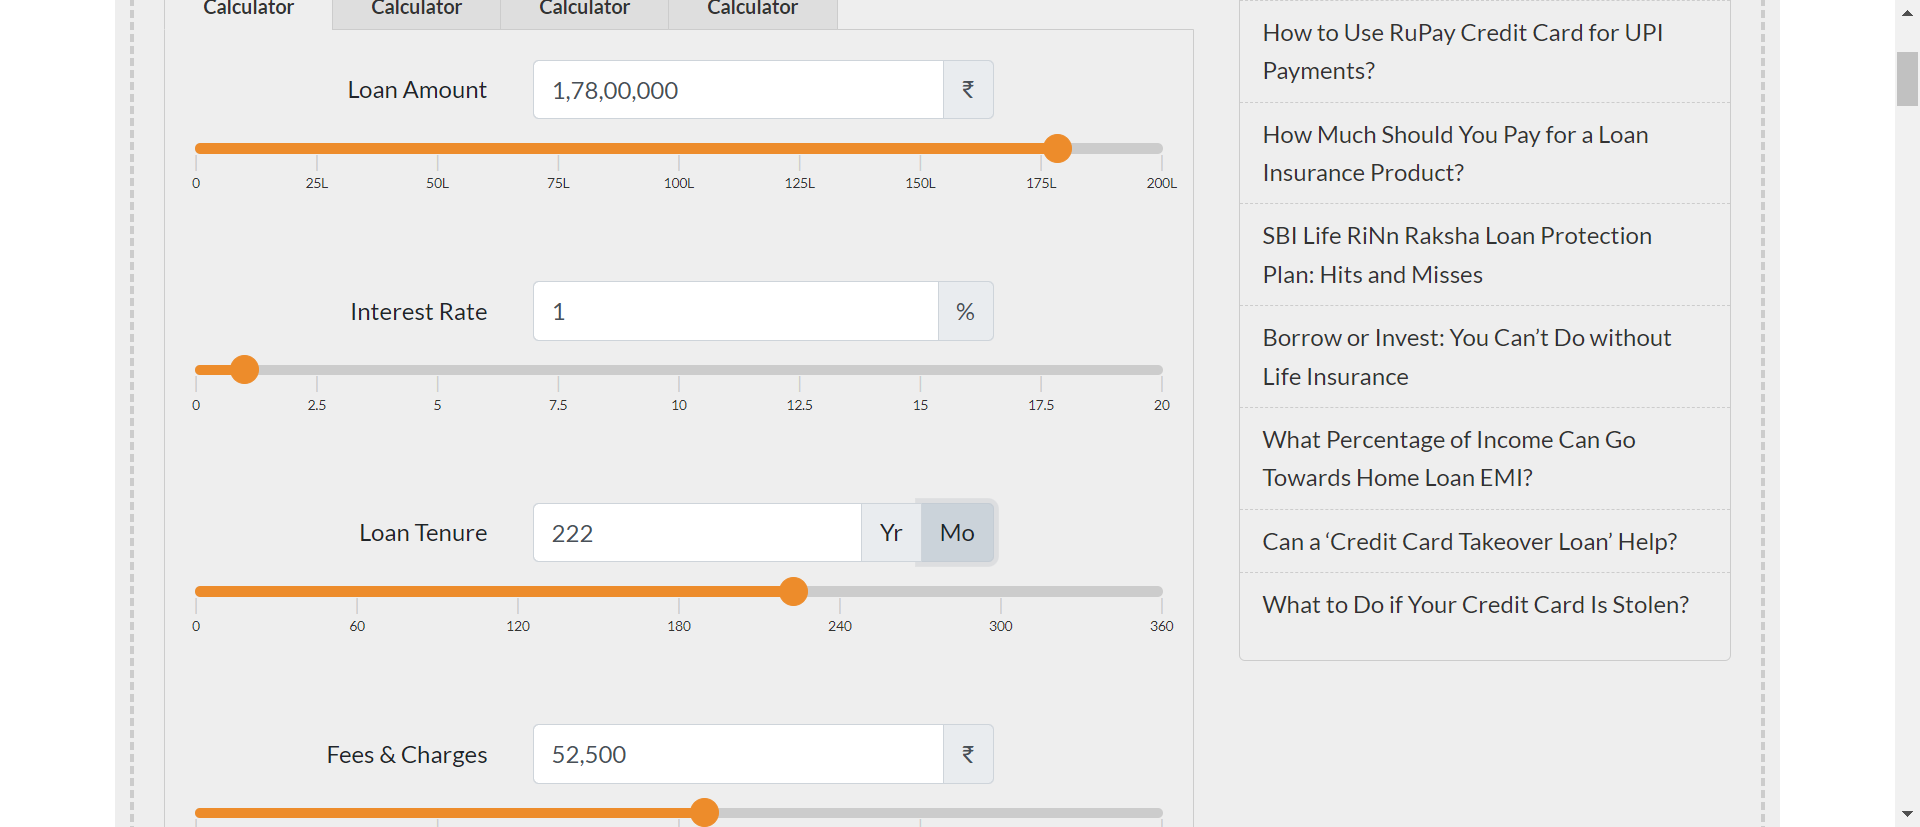 Calculator Calculator Calculator Calculator
Loan Amount 1,78,00,000 ₹
0 25L 50L 75L 100L 125L 150L 175L 200L
Interest Rate 1 %
0 2.5 5 7.5 10 12.5 15 17.5 20
Loan Tenure 222 Yr Mo
0 60 120 180 240 300 360
Fees & Charges 52,500 ₹
How to Use RuPay Credit Card for UPI
Payments?
How Much Should You Pay for a Loan
Insurance Product?
SBI Life RiNn Raksha Loan Protection
Plan: Hits and Misses
Borrow or Invest: You Can’t Do without
Life Insurance
What Percentage of Income Can Go
Towards Home Loan EMI?
Can a ‘Credit Card Takeover Loan’ Help?
What to Do if Your Credit Card Is Stolen?